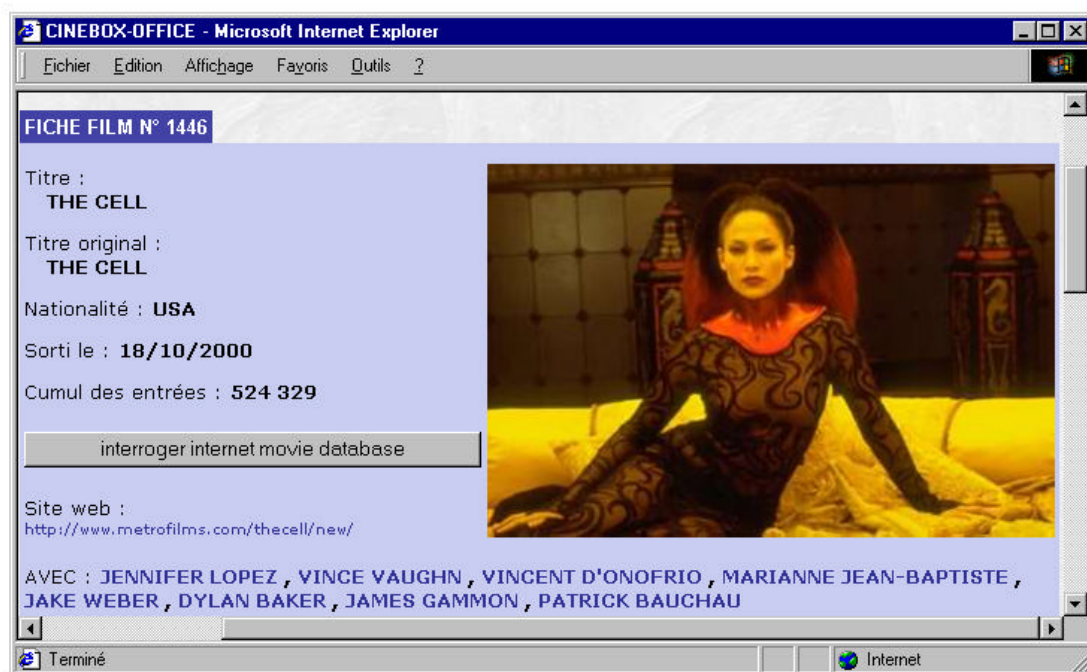 CINEBOX-OFFICE - Microsoft Internet Explorer
Fichier Edition Affichage Favoris Outils ?
FICHE FILM N° 1446
Titre :
THE CELL
Titre original :
THE CELL
Nationalité : USA
Sorti le : 18/10/2000
Cumul des entrées : 524 329
interroger internet movie database
Site web :
http://www.metrofilms.com/thecell/new/
AVEC : JENNIFER LOPEZ , VINCE VAUGHN , VINCENT D'ONOFRIO , MARIANNE JEAN-BAPTISTE ,
JAKE WEBER , DYLAN BAKER , JAMES GAMMON , PATRICK BAUCHAU
Terminé Internet